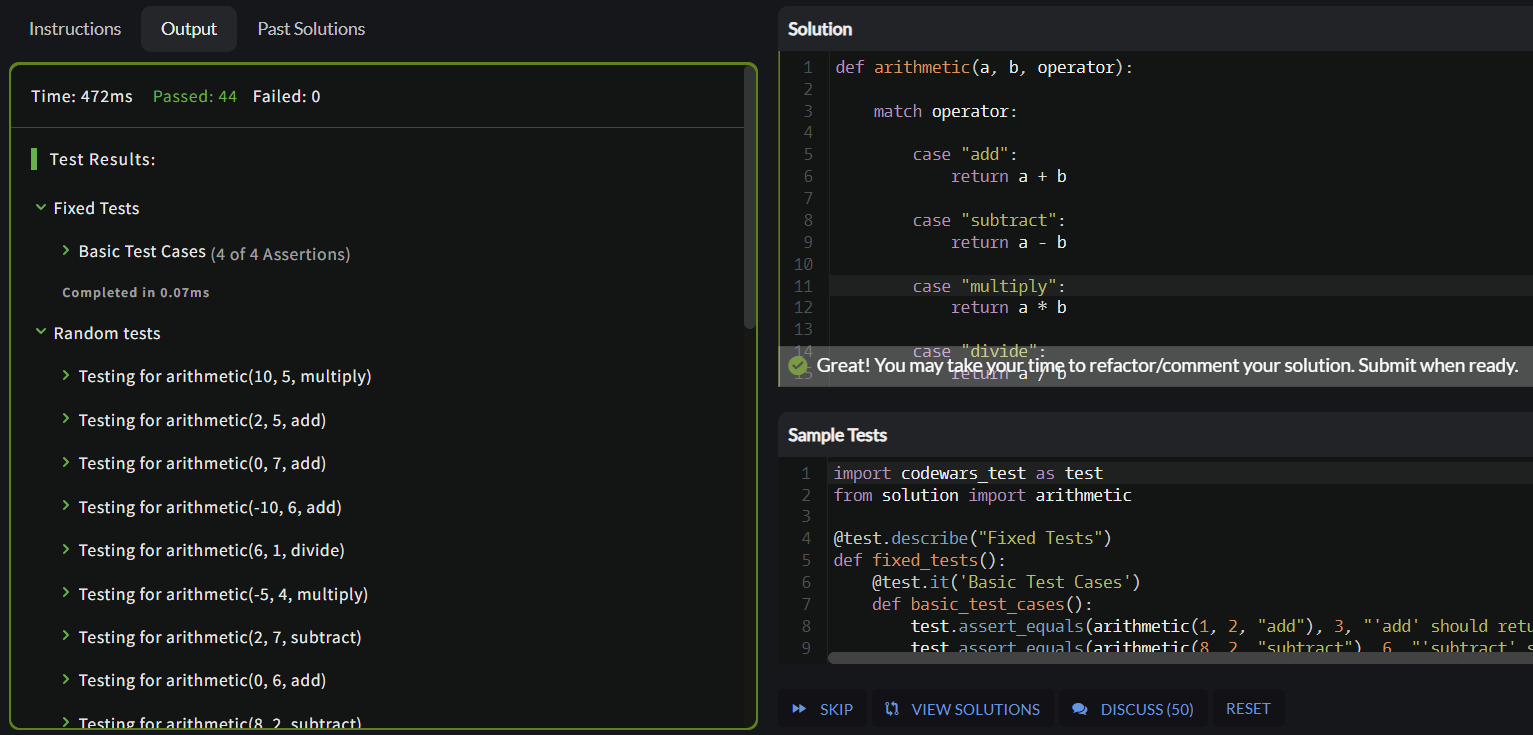 Instructions Output Past Solutions
Time: 472ms Passed: 44 Failed: 0
Test Results:
Fixed Tests
Basic Test Cases (4 of 4 Assertions)
Completed in 0.07ms
Random tests
Testing for arithmetic(10, 5, multiply)
Testing for arithmetic(2, 5, add)
Testing for arithmetic(0, 7, add)
Testing for arithmetic(-10, 6, add)
Testing for arithmetic(6, 1, divide)
Testing for arithmetic(-5, 4, multiply)
Testing for arithmetic(2, 7, subtract)
Testing for arithmetic(0, 6, add)
Testing for arithmetic(8, 2, subtract)
Solution
1 def arithmetic(a, b, operator):
2
3 match operator:
4
5 case "add":
6 return a + b
7
8 case "subtract":
9 return a - b
10
11 case "multiply":
12 return a * b
13
14 case "divide":
15 return a / b
Great! You may take your time to refactor/comment your solution. Submit when ready.
Sample Tests
1 import codewars_test as test
2 from solution import arithmetic
3
4 @test.describe("Fixed Tests")
5 def fixed_tests():
6 @test.it('Basic Test Cases')
7 def basic_test_cases():
8 test.assert_equals(arithmetic(1, 2, "add"), 3, "'add' should retu
9 test.assert_equals(arithmetic(8, 2, "subtract"), 6, "'subtract' s
SKIP VIEW SOLUTIONS DISCUSS (50) RESET